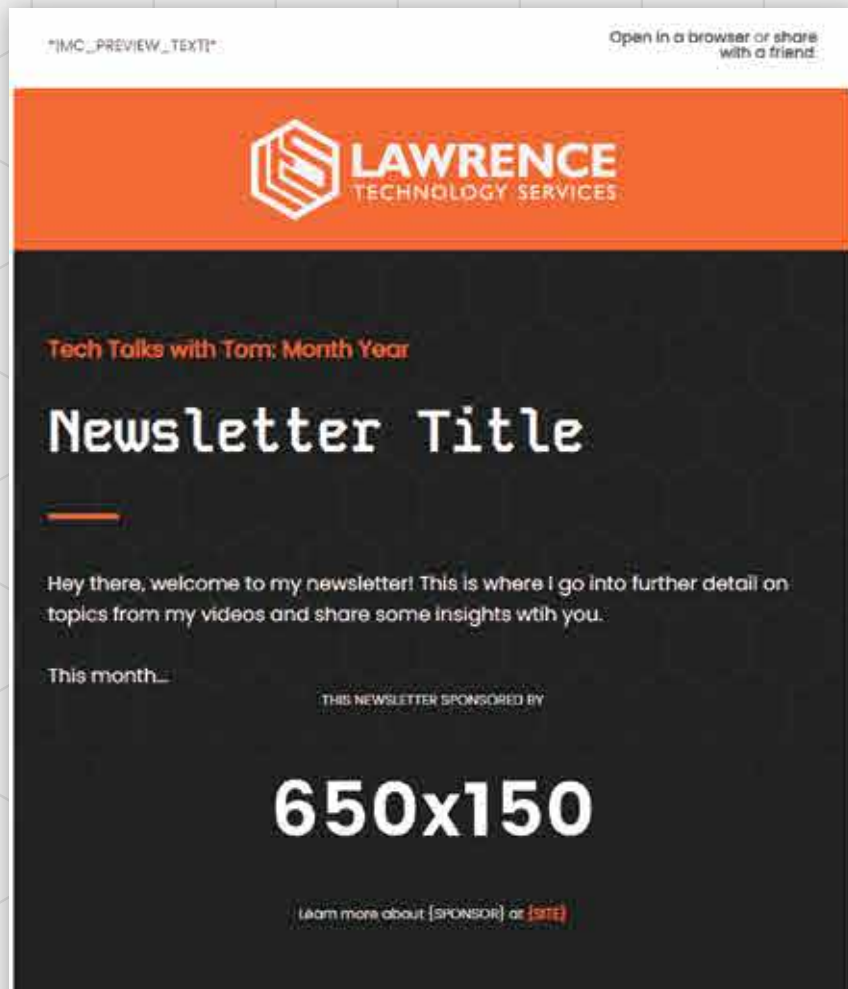 *|MC_PREVIEW_TEXT|*
Open in a browser or share
with a friend.
LAWRENCE
TECHNOLOGY SERVICES
Tech Talks with Tom: Month Year
Newsletter Title
Hey there, welcome to my newsletter! This is where I go into further detail on
topics from my videos and share some insights wtih you.
This month...
THIS NEWSLETTER SPONSORED BY
650x150
Learn more about [SPONSOR] at [SITE]